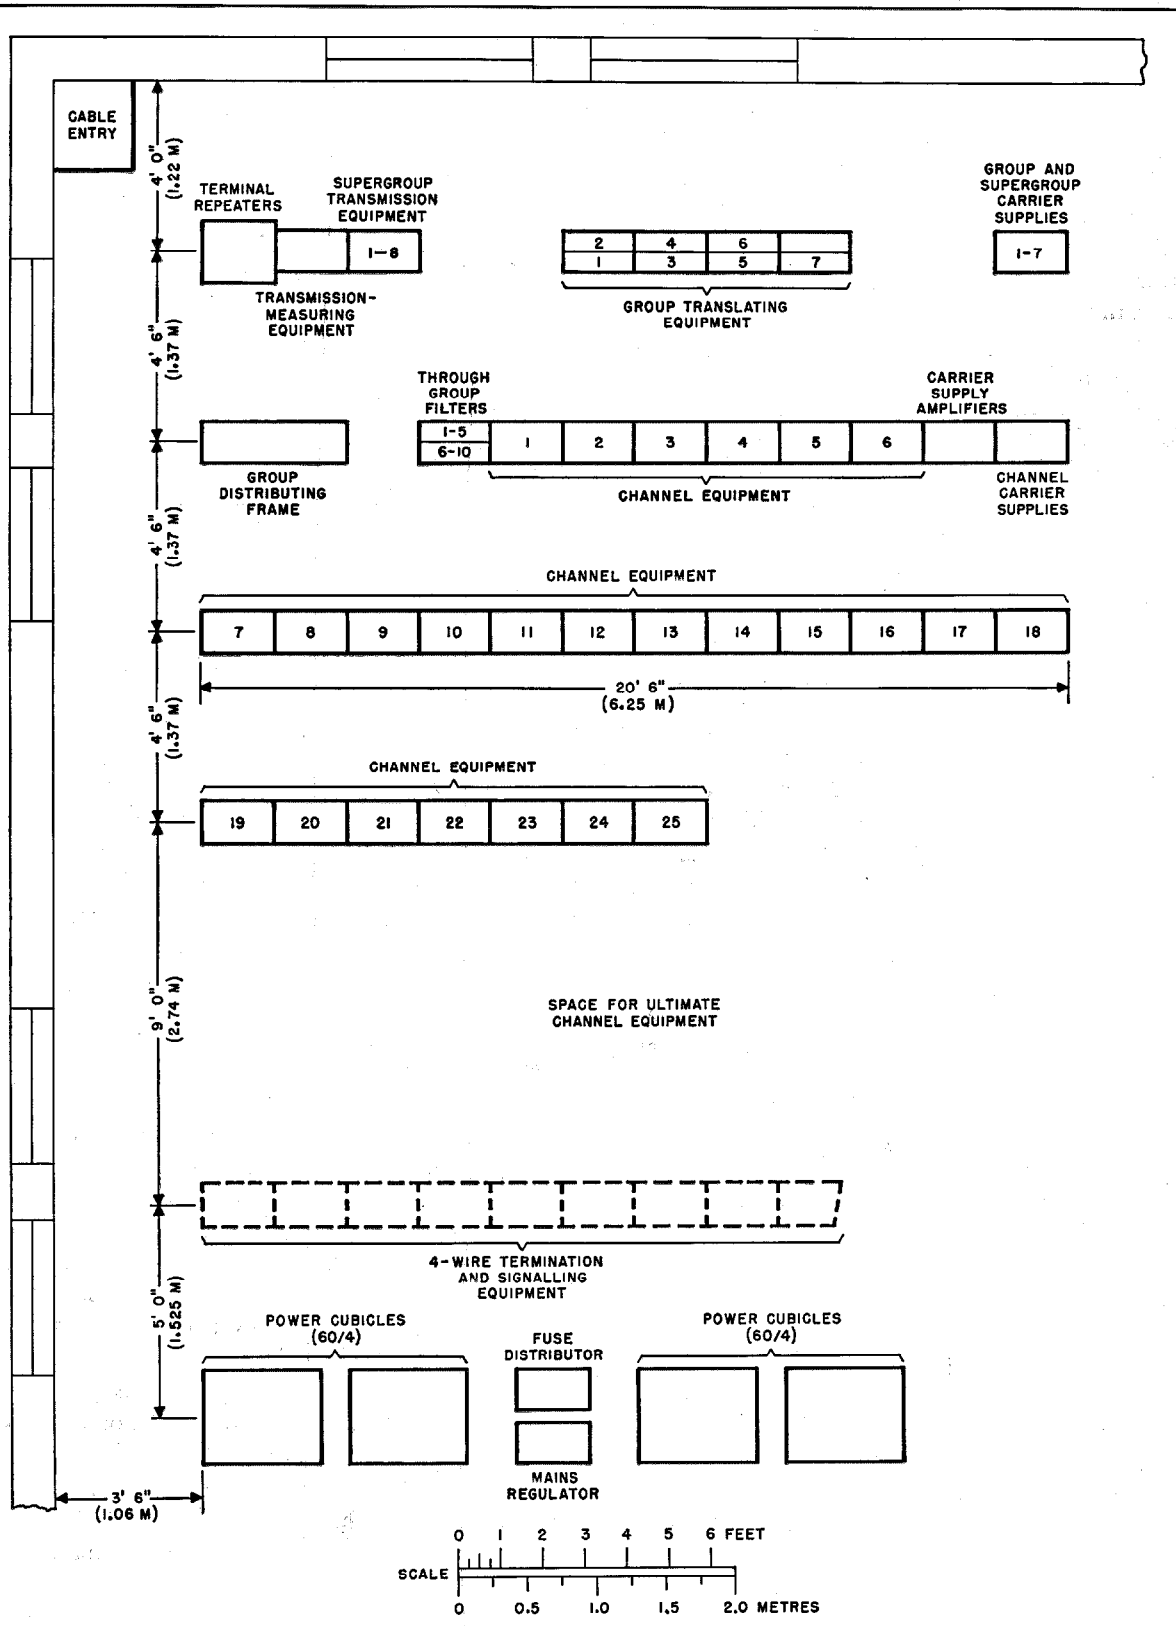 CABLE
ENTRY
4' 0"
(1.22 M)
TERMINAL
REPEATERS
SUPERGROUP
TRANSMISSION
EQUIPMENT
1-8
TRANSMISSION-
MEASURING
EQUIPMENT
2 4 6
1 3 5 7
GROUP TRANSLATING
EQUIPMENT
GROUP AND
SUPERGROUP
CARRIER
SUPPLIES
1-7
4' 6"
(1.37 M)
GROUP
DISTRIBUTING
FRAME
THROUGH
GROUP
FILTERS
1-5
6-10
1 2 3 4 5 6
CHANNEL EQUIPMENT
CARRIER
SUPPLY
AMPLIFIERS
CHANNEL
CARRIER
SUPPLIES
4' 6"
(1.37 M)
CHANNEL EQUIPMENT
7 8 9 10 11 12 13 14 15 16 17 18
20' 6"
(6.25 M)
4' 6"
(1.37 M)
CHANNEL EQUIPMENT
19 20 21 22 23 24 25
9' 0"
(2.74 M)
SPACE FOR ULTIMATE
CHANNEL EQUIPMENT
4-WIRE TERMINATION
AND SIGNALLING
EQUIPMENT
5' 0"
(1.525 M)
POWER CUBICLES
(60/4)
FUSE
DISTRIBUTOR
POWER CUBICLES
(60/4)
MAINS
REGULATOR
3' 6"
(1.06 M)
0 1 2 3 4 5 6 FEET
SCALE
0 0.5 1.0 1.5 2.0 METRES